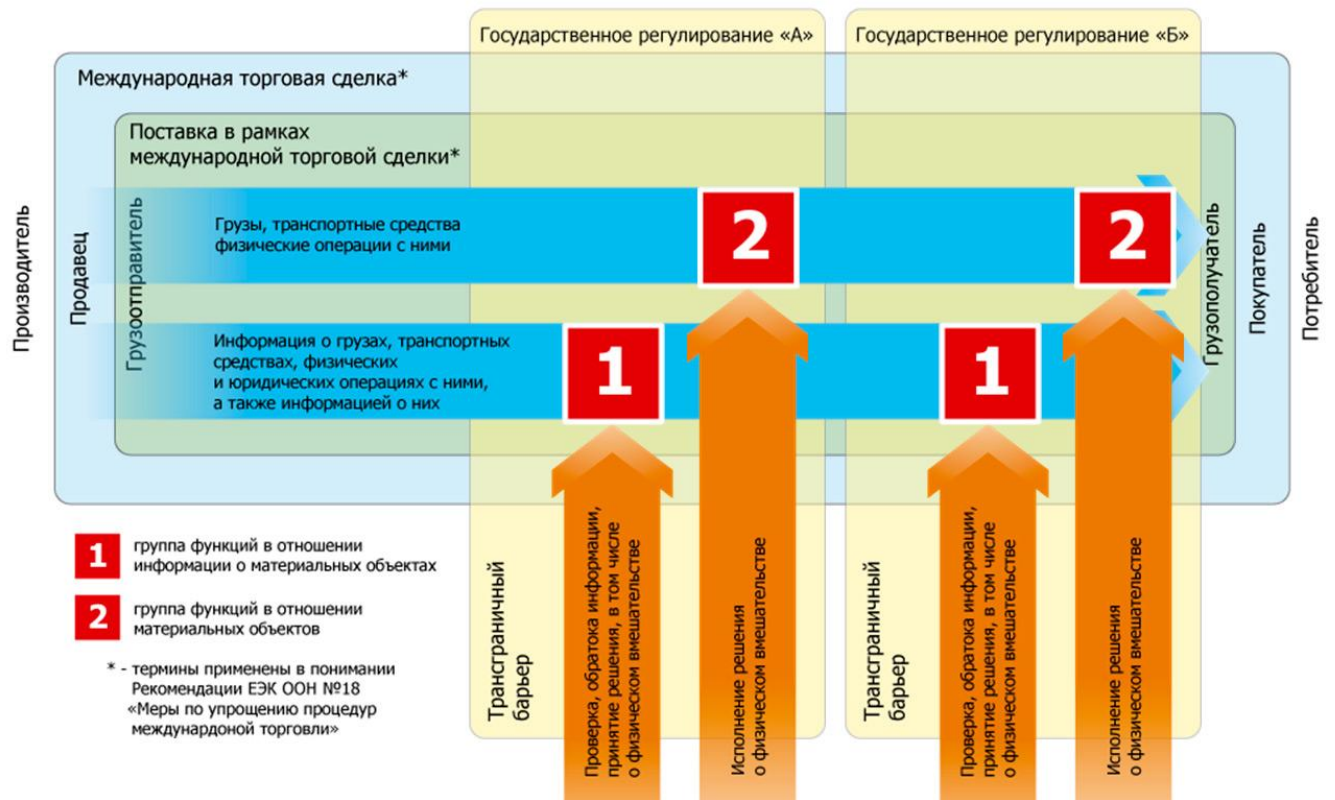 Государственное регулирование «А»
Государственное регулирование «Б»
Международная торговая сделка*
Поставка в рамках
международной торговой сделки*
Производитель
Продавец
Грузоотправитель
Грузы, транспортные средства
физические операции с ними
2
2
Информация о грузах, транспортных
средствах, физических
и юридических операциях с ними,
а также информацией о них
1
1
Грузополучатель
Покупатель
Потребитель
Трансграничный
барьер
Проверка, обратока информации,
принятие решения, в том числе
о физическом вмешательстве
Исполнение решения
о физическом вмешательстве
Трансграничный
барьер
Проверка, обратока информации,
принятие решения, в том числе
о физическом вмешательстве
Исполнение решения
о физическом вмешательстве
1
группа функций в отношении
информации о материальных объектах
2
группа функций в отношении
материальных объектов
* - термины применены в понимании
Рекомендации ЕЭК ООН №18
«Меры по упрощению процедур
междунардоной торговли»